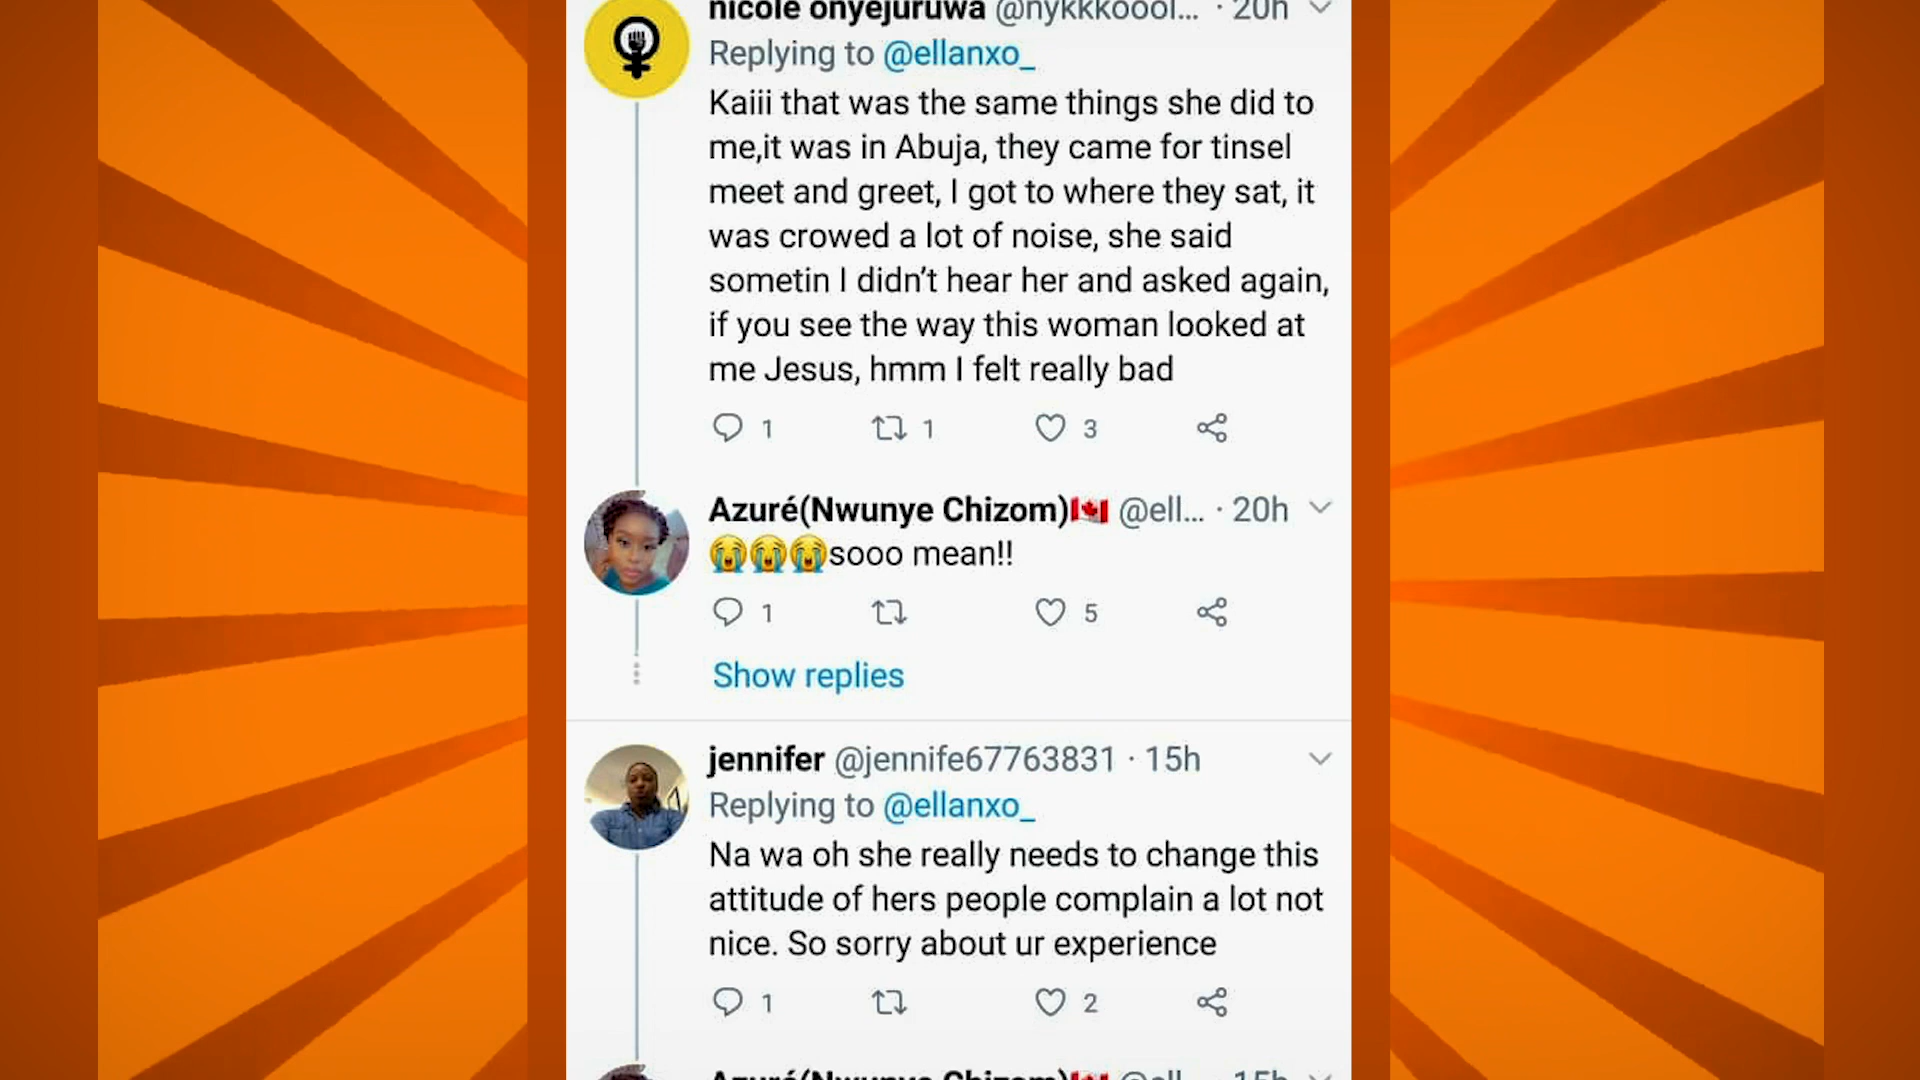 nicole onyejuruwa @nykkkoool... · 20h
Replying to @ellanxo_
Kaiii that was the same things she did to
me,it was in Abuja, they came for tinsel
meet and greet, I got to where they sat, it
was crowed a lot of noise, she said
sometin I didn't hear her and asked again,
if you see the way this woman looked at
me Jesus, hmm I felt really bad
1 1 3
Azuré(Nwunye Chizom)🇨🇦 @ell... · 20h
😭😭😭sooo mean!!
1 5
Show replies
jennifer @jennife67763831 · 15h
Replying to @ellanxo_
Na wa oh she really needs to change this
attitude of hers people complain a lot not
nice. So sorry about ur experience
1 2
Azuré(Nwunye Chizom)🇨🇦 @ell... · 15h